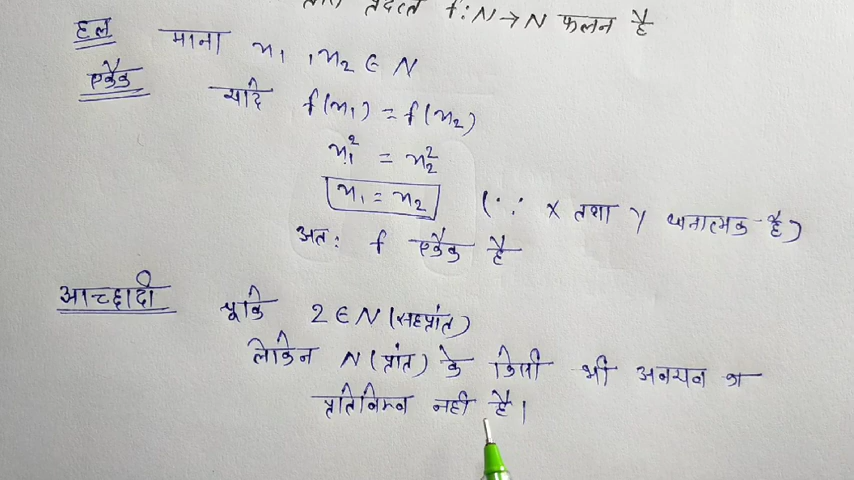 f: N → N फलन है
हल माना x₁, x₂ ∈ N
एकैक यदि f(x₁) = f(x₂)
x₁² = x₂²
x₁ = x₂ (∵ x तथा y धनात्मक है)
अतः f एकैक है
आच्छादी चूंकि 2 ∈ N (सहप्रांत)
लेकिन N (प्रांत) के किसी भी अवयव का
प्रतिबिम्ब नही है।